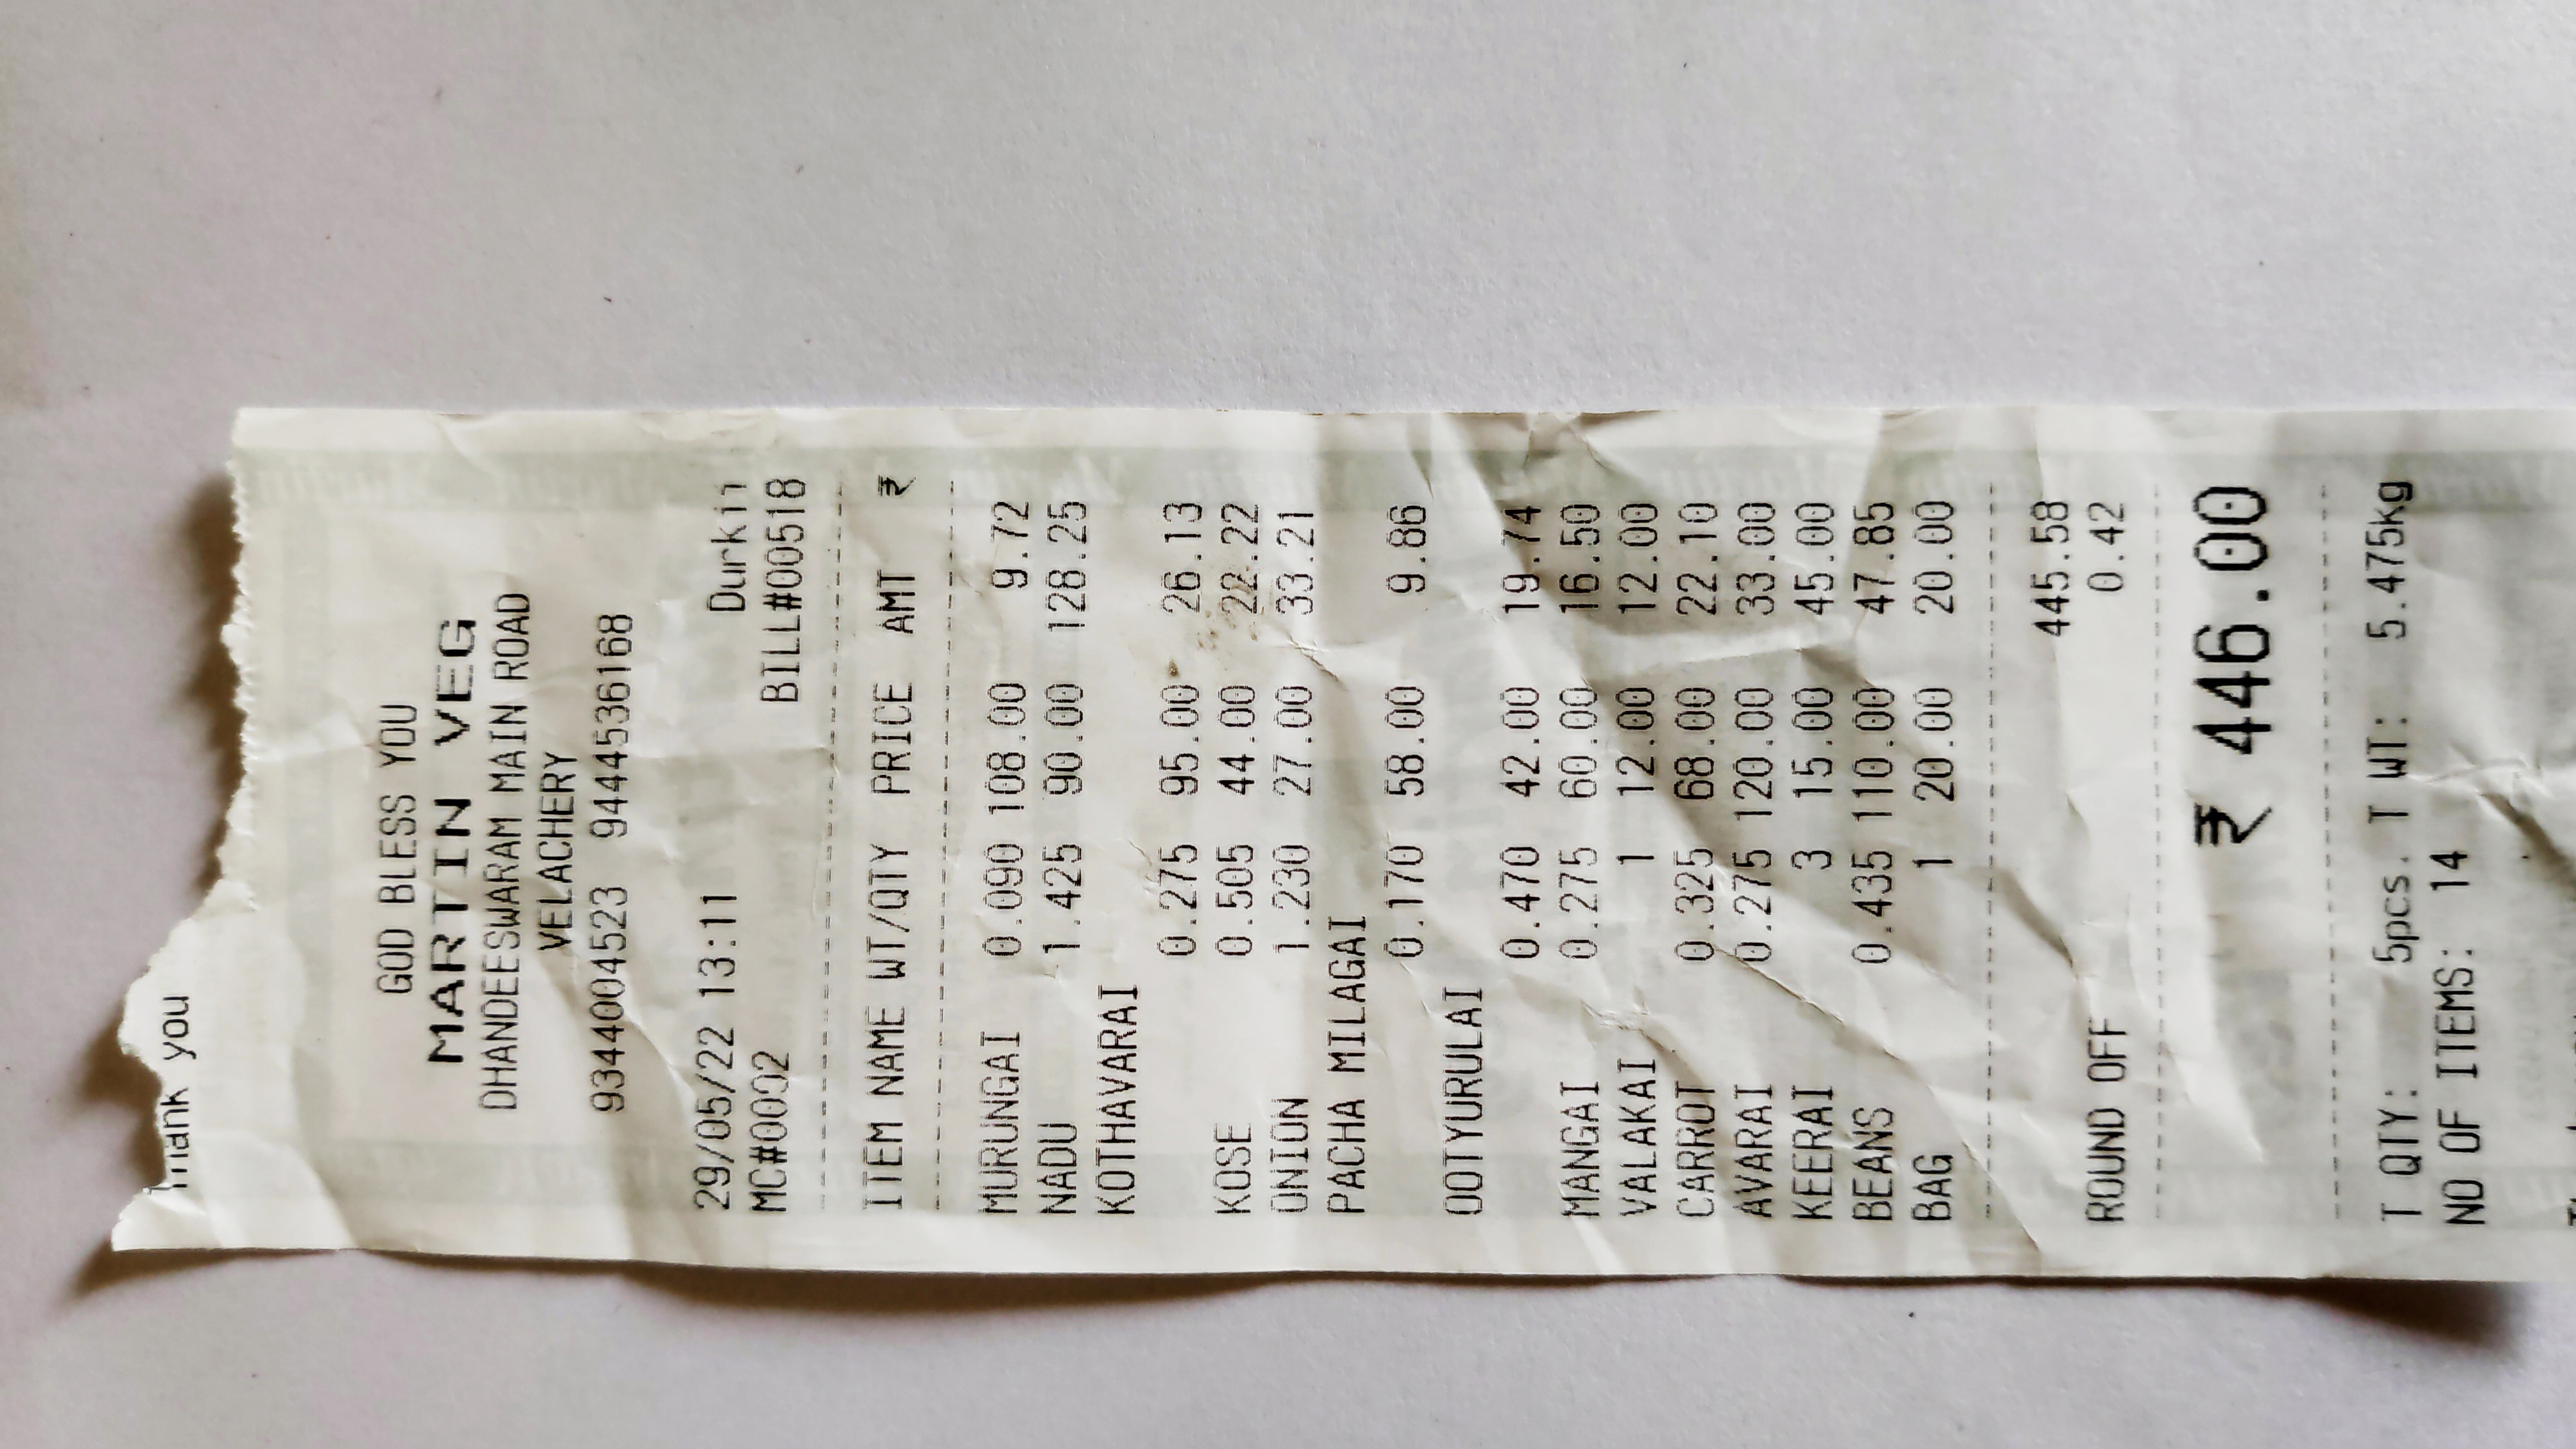 Thank you
GOD BLESS YOU
MARTIN VEG
DHANDEESWARAM MAIN ROAD
VELACHERY
9344004523 9444536168
29/05/22 13:11 Durkii
MC#0002 BILL#00518
ITEM NAME WT/QTY PRICE AMT ₹
MURUNGAI 0.090 108.00 9.72
NADU 1.425 90.00 128.25
KOTHAVARAI
0.275 95.00 26.13
KOSE 0.505 44.00 22.22
ONION 1.230 27.00 33.21
PACHA MILAGAI
0.170 58.00 9.86
OOTYURULAI
0.470 42.00 19.74
MANGAI 0.275 60.00 16.50
VALAKAI 1 12.00 12.00
CARROT 0.325 68.00 22.10
AVARAI 0.275 120.00 33.00
KEERAI 3 15.00 45.00
BEANS 0.435 110.00 47.85
BAG 1 20.00 20.00
445.58
ROUND OFF 0.42
₹ 446.00
T QTY: 5pcs. T WT: 5.475kg
NO OF ITEMS: 14